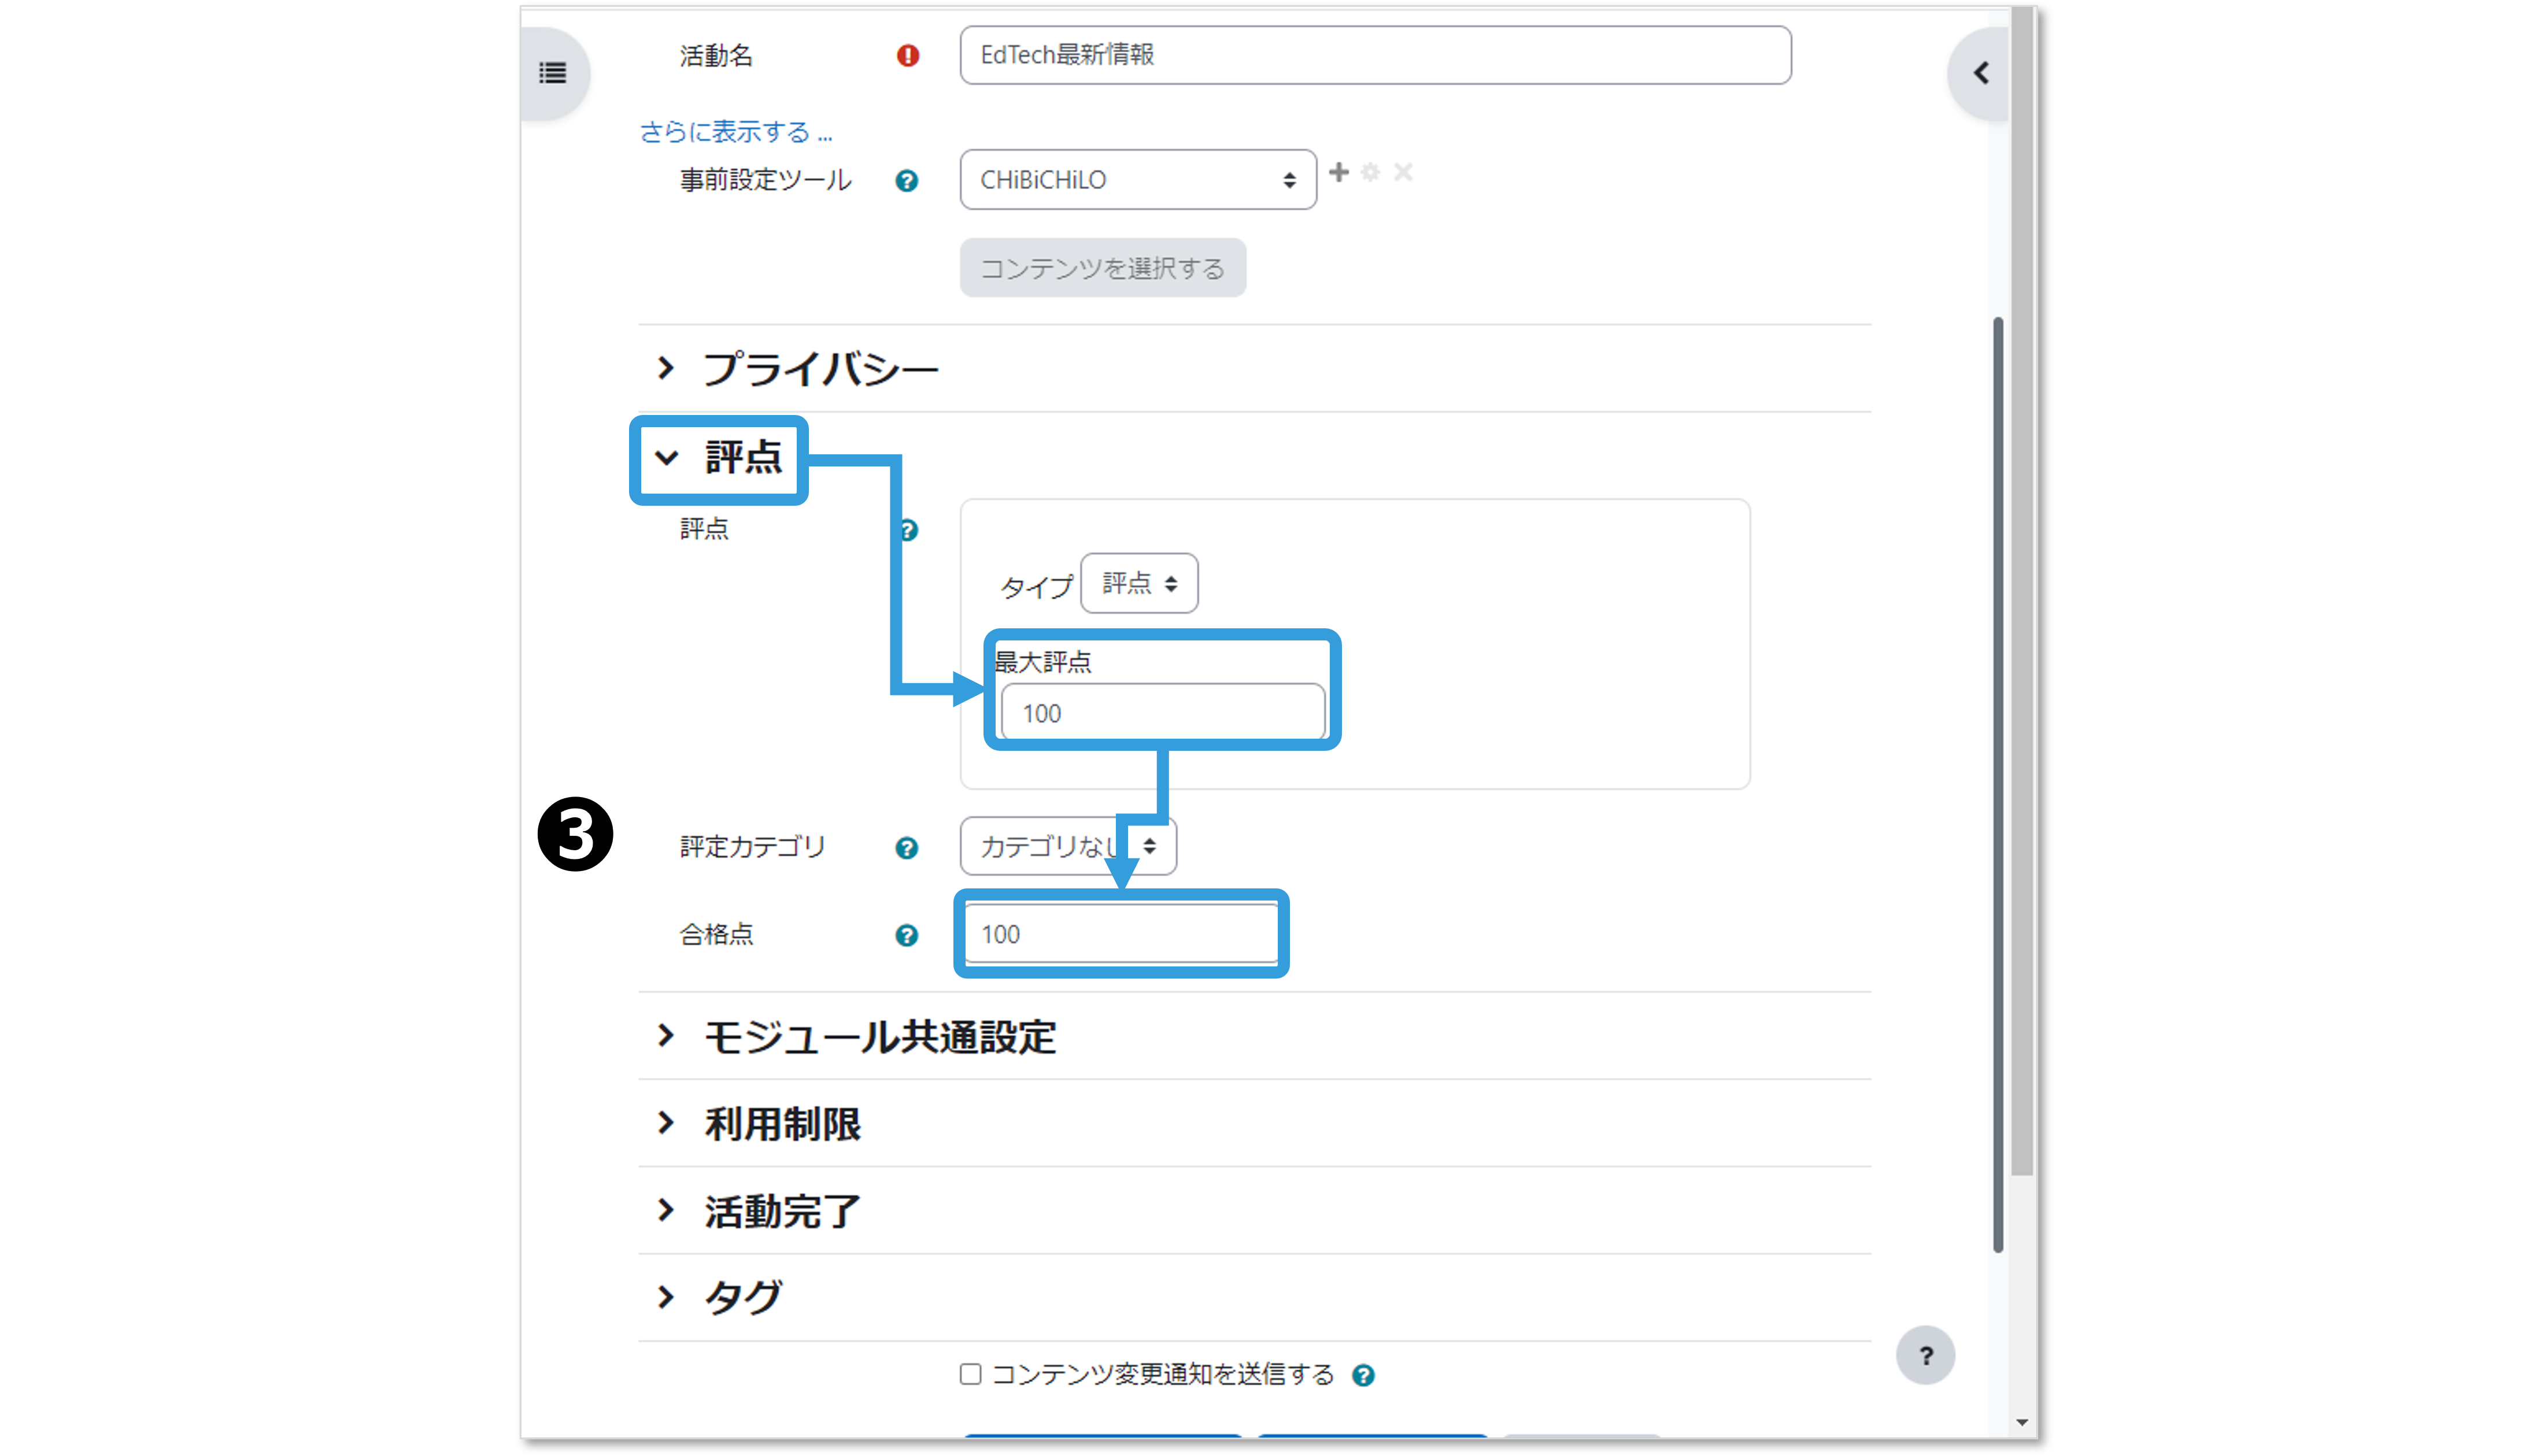 活動名
EdTech最新情報
さらに表示する ...
事前設定ツール
CHiBiCHiLO
コンテンツを選択する
プライバシー
評点
評点
タイプ 評点
最大評点
100
3
評定カテゴリ
カテゴリなし
合格点
100
モジュール共通設定
利用制限
活動完了
タグ
コンテンツ変更通知を送信する
?